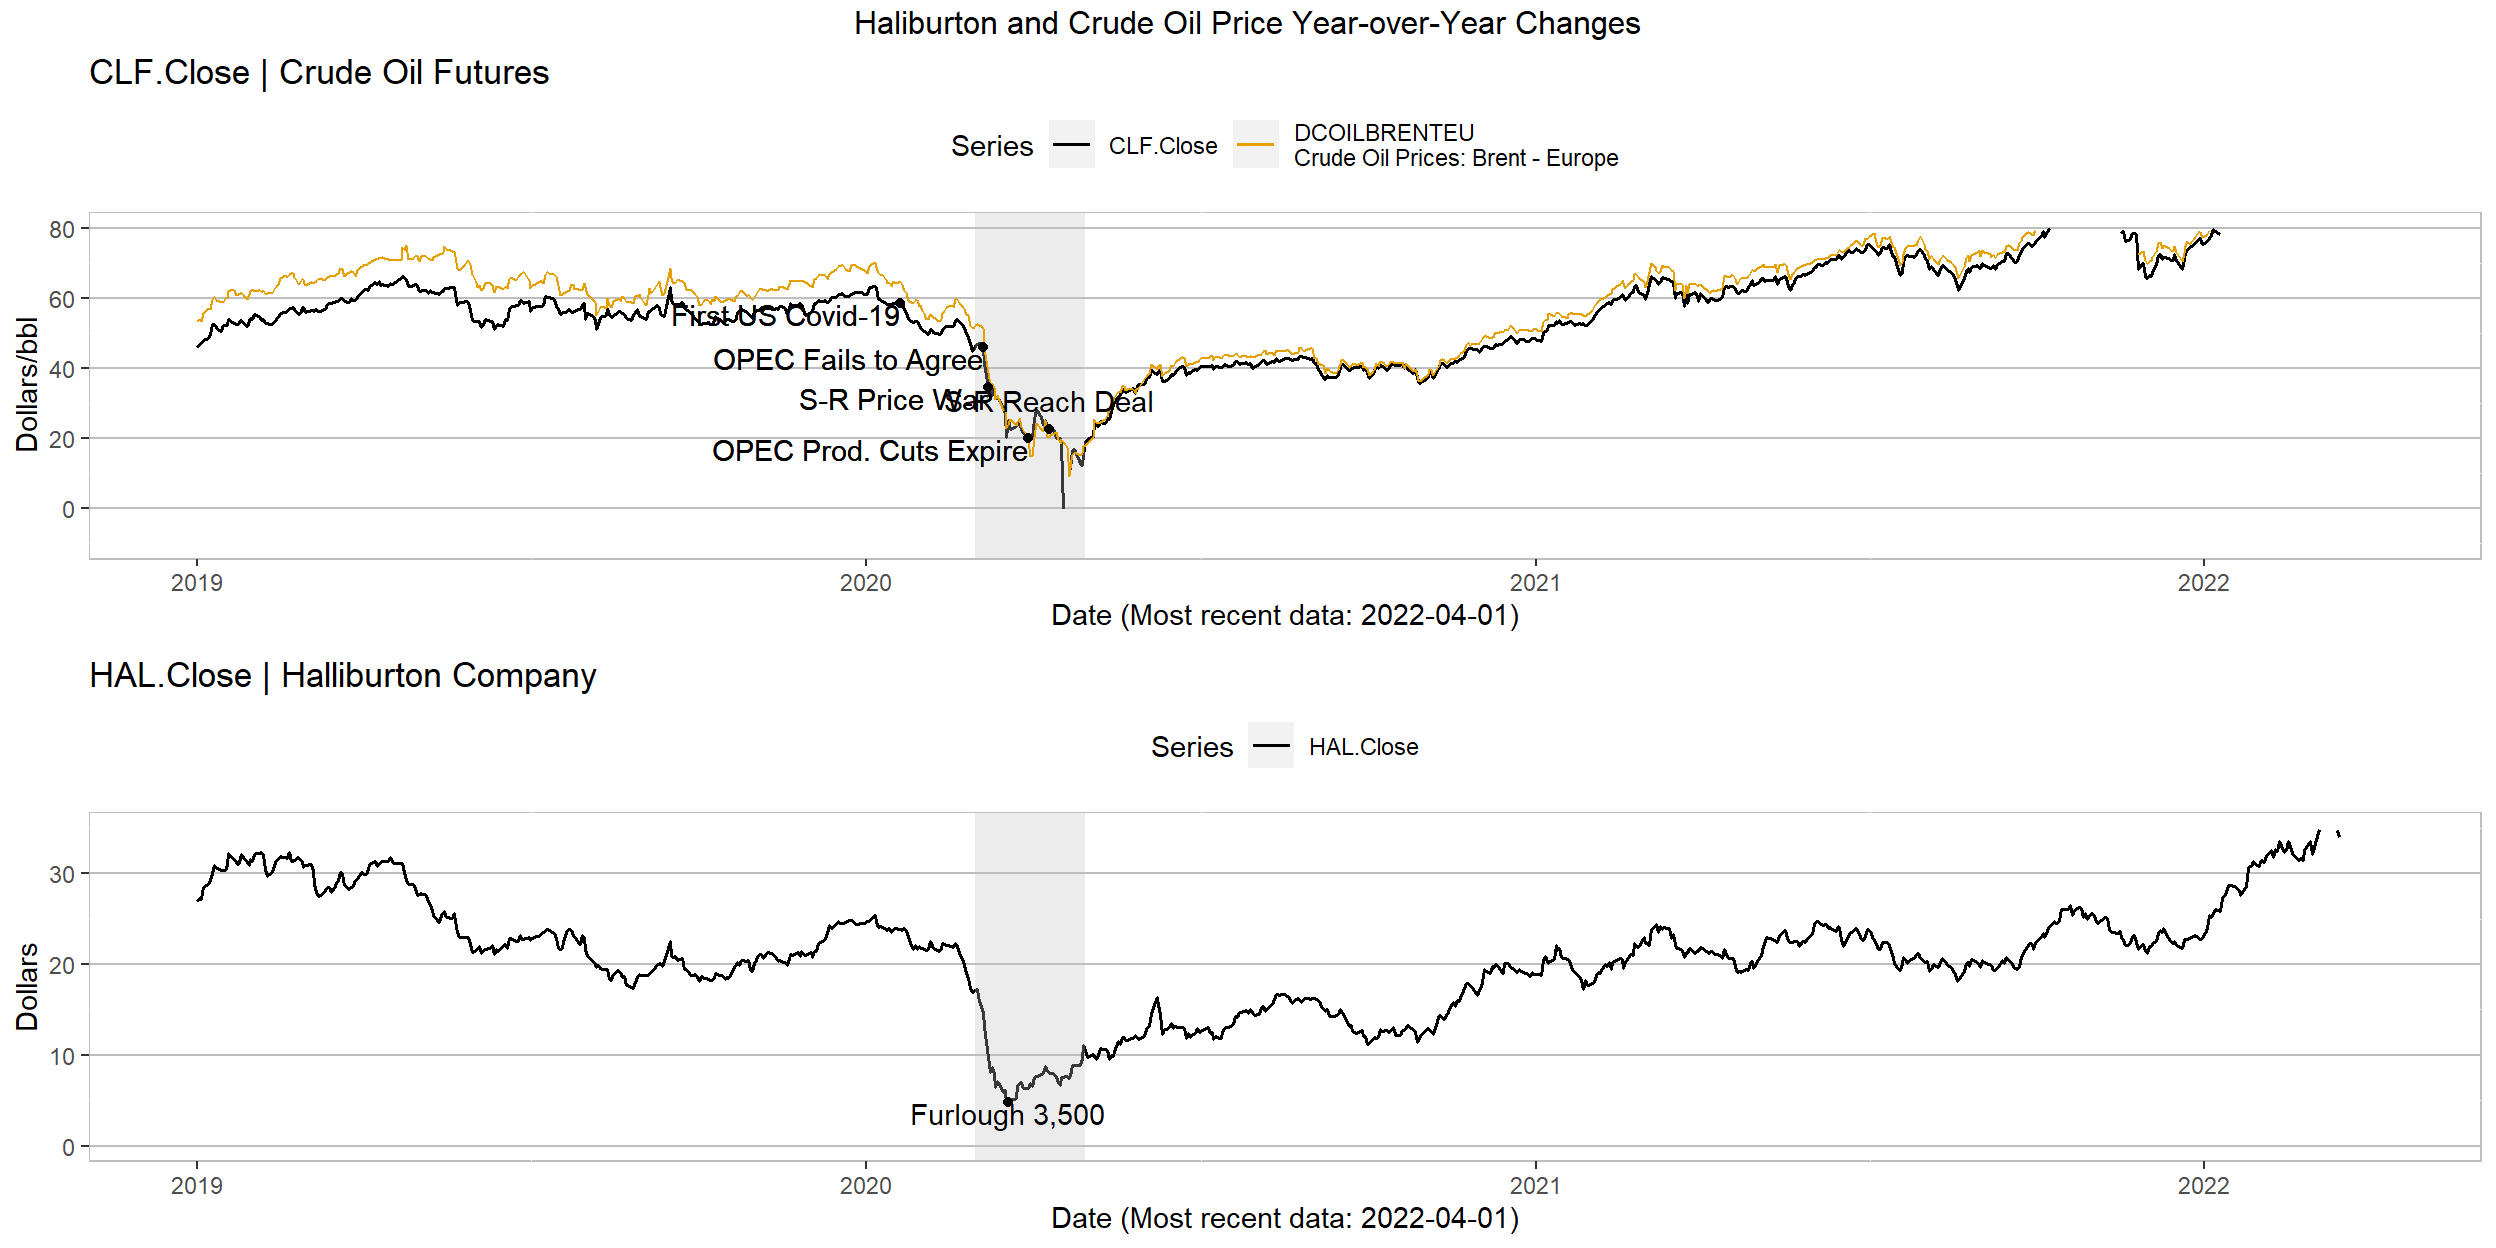 Haliburton and Crude Oil Price Year-over-Year Changes
CLF.Close | Crude Oil Futures
Series
CLF.Close
DCOILBRENTEU
Crude Oil Prices: Brent - Europe
Dollars/bbl
80
60
40
20
0
First US Covid-19
OPEC Fails to Agree
S-R Price War
S-R Reach Deal
OPEC Prod. Cuts Expire
2019
2020
2021
2022
Date (Most recent data: 2022-04-01)
HAL.Close | Halliburton Company
Series
HAL.Close
Dollars
30
20
10
0
Furlough 3,500
2019
2020
2021
2022
Date (Most recent data: 2022-04-01)